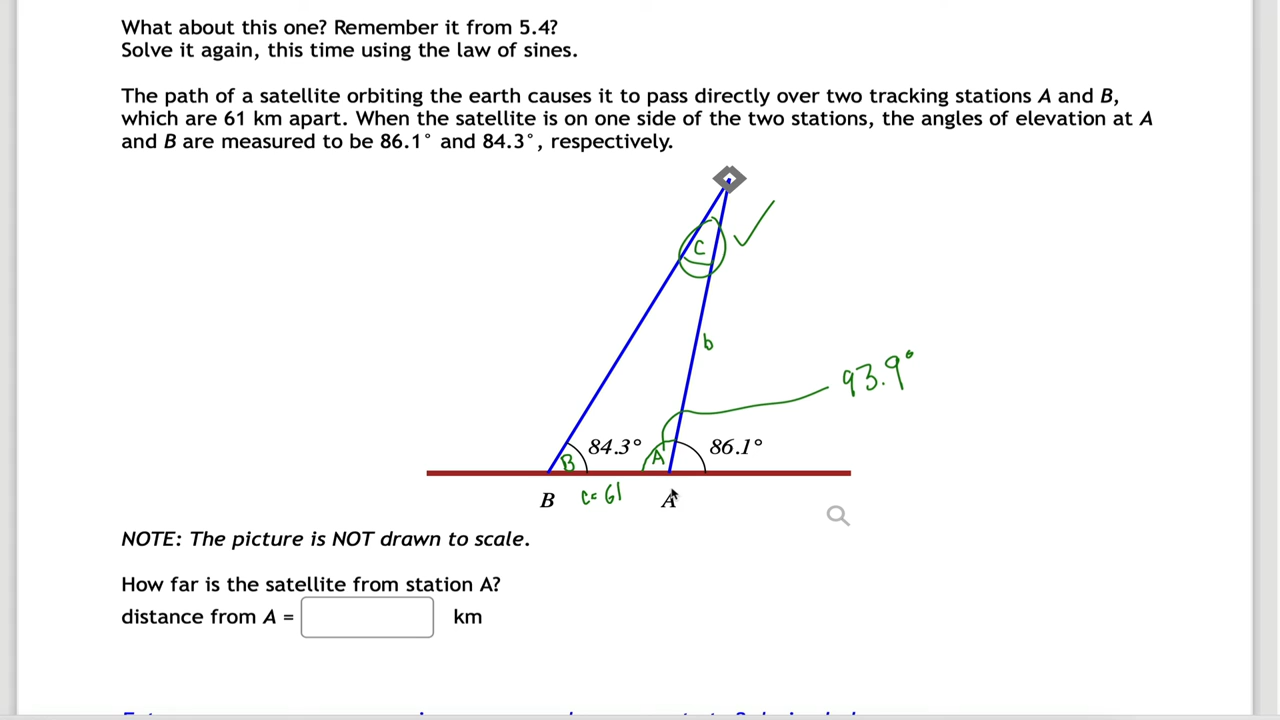 What about this one? Remember it from 5.4?
Solve it again, this time using the law of sines.
The path of a satellite orbiting the earth causes it to pass directly over two tracking stations A and B,
which are 61 km apart. When the satellite is on one side of the two stations, the angles of elevation at A
and B are measured to be 86.1° and 84.3°, respectively.
C
b
93.9°
84.3°
86.1°
B
A
B
c=61
A
NOTE: The picture is NOT drawn to scale.
How far is the satellite from station A?
distance from A =
km